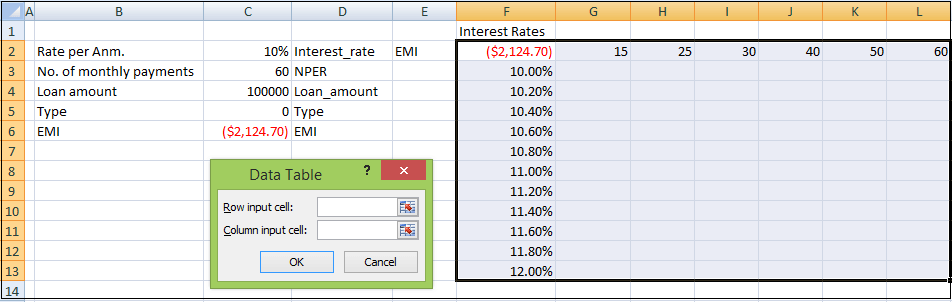 A B C D E F G H I J K L
1 Interest Rates
2 Rate per Anm. 10% Interest_rate EMI ($2,124.70) 15 25 30 40 50 60
3 No. of monthly payments 60 NPER 10.00%
4 Loan amount 100000 Loan_amount 10.20%
5 Type 0 Type 10.40%
6 EMI ($2,124.70) EMI 10.60%
7 10.80%
8 11.00%
9 11.20%
10 11.40%
11 11.60%
12 11.80%
13 12.00%
14
Data Table ? ×
Row input cell:
Column input cell:
OK Cancel